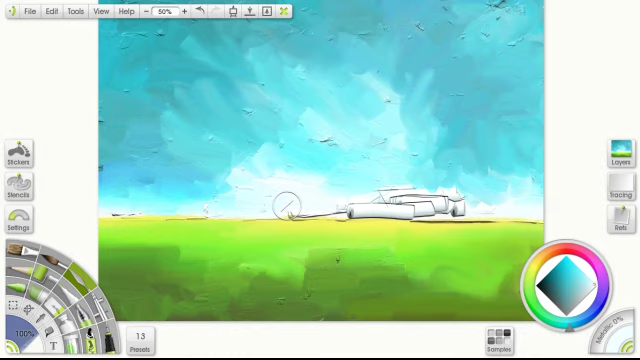 File Edit Tools View Help − 50% +
Stickers
Stencils
Settings
Layers
Tracing
Refs
100%
T
13
Presets
Samples
Metallic 0%